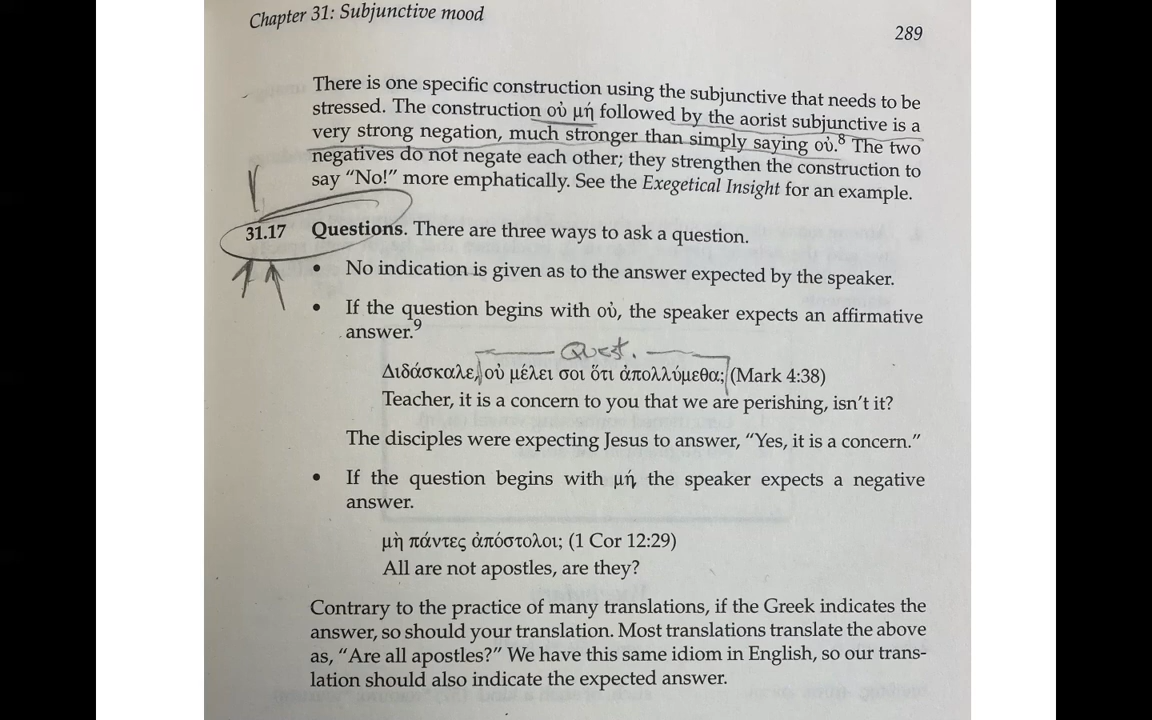 Chapter 31: Subjunctive mood
289
There is one specific construction using the subjunctive that needs to be
stressed. The construction οὐ μή followed by the aorist subjunctive is a
very strong negation, much stronger than simply saying οὐ.⁸ The two
negatives do not negate each other; they strengthen the construction to
say “No!” more emphatically. See the Exegetical Insight for an example.
31.17 Questions. There are three ways to ask a question.
• No indication is given as to the answer expected by the speaker.
• If the question begins with οὐ, the speaker expects an affirmative
answer.⁹
Quest.
Διδάσκαλε, οὐ μέλει σοι ὅτι ἀπολλύμεθα; (Mark 4:38)
Teacher, it is a concern to you that we are perishing, isn’t it?
The disciples were expecting Jesus to answer, “Yes, it is a concern.”
• If the question begins with μή, the speaker expects a negative
answer.
μὴ πάντες ἀπόστολοι; (1 Cor 12:29)
All are not apostles, are they?
Contrary to the practice of many translations, if the Greek indicates the
answer, so should your translation. Most translations translate the above
as, “Are all apostles?” We have this same idiom in English, so our trans-
lation should also indicate the expected answer.